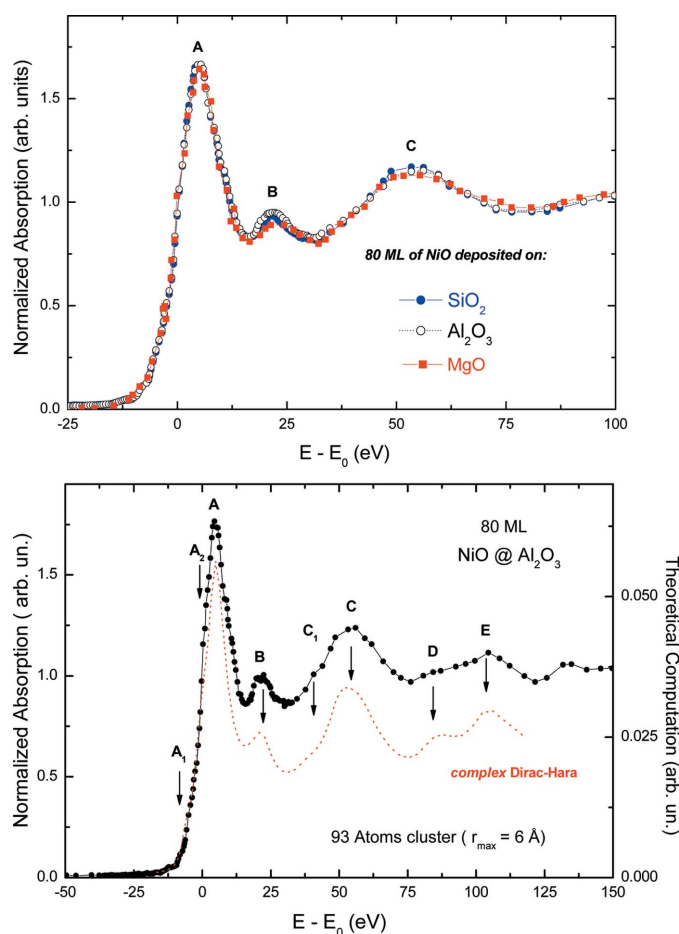 A
B
C
1.5
1.0
0.5
0.0
Normalized Absorption (arb. units)
80 ML of NiO deposited on:
SiO₂
Al₂O₃
MgO
-25 0 25 50 75 100
E - E₀ (eV)
A
A₂
A₁
B
C₁
C
D
E
80 ML
NiO @ Al₂O₃
1.5
1.0
0.5
0.0
Normalized Absorption ( arb. un.)
0.050
0.025
0.000
Theoretical Computation (arb. un.)
complex Dirac-Hara
93 Atoms cluster ( rₘₐₓ = 6 Å)
-50 -25 0 25 50 75 100 125 150
E - E₀ (eV)